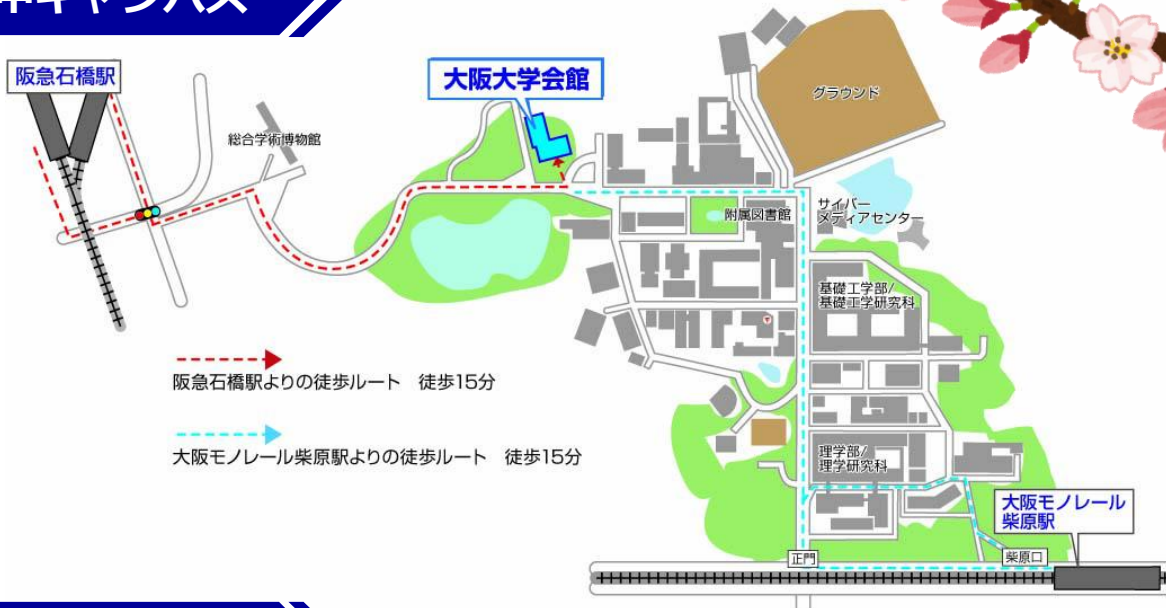 中キャンパス
阪急石橋駅
大阪大学会館
グラウンド
総合学術博物館
附属図書館
サイバー
メディアセンター
基礎工学部/
基礎工学研究科
阪急石橋駅よりの徒歩ルート　徒歩15分
大阪モノレール柴原駅よりの徒歩ルート　徒歩15分
理学部/
理学研究科
大阪モノレール
柴原駅
正門
柴原口